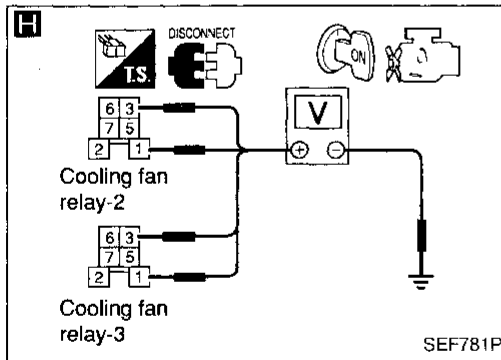 H
T.S.
DISCONNECT
ON
6 3
7 5
2 1
V
+ -
Cooling fan
relay-2
6 3
7 5
2 1
Cooling fan
relay-3
SEF781P